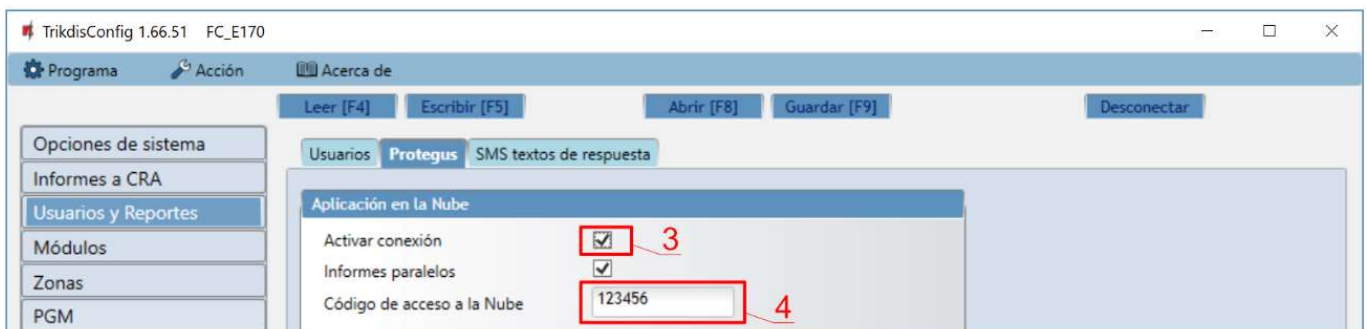 TrikdisConfig 1.66.51 FC_E170
Programa Acción Acerca de
Leer [F4] Escribir [F5] Abrir [F8] Guardar [F9] Desconectar
Opciones de sistema
Informes a CRA
Usuarios y Reportes
Módulos
Zonas
PGM
Usuarios Protegus SMS textos de respuesta
Aplicación en la Nube
Activar conexión 3
Informes paralelos
Código de acceso a la Nube 123456 4